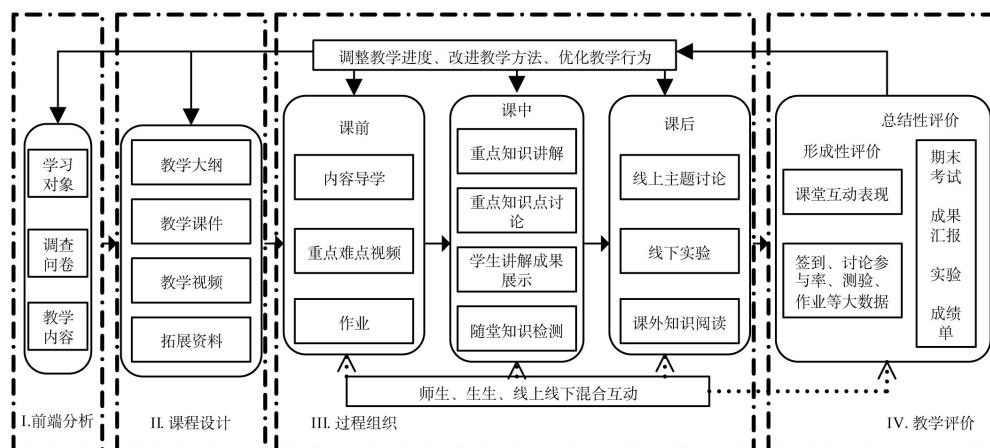 调整教学进度、改进教学方法、优化教学行为
学习
对象
调查
问卷
教学
内容
I.前端分析
教学大纲
教学课件
教学视频
拓展资料
II. 课程设计
课前
内容导学
重点难点视频
作业
课中
重点知识讲解
重点知识点讨
论
学生讲解成果
展示
随堂知识检测
课后
线上主题讨论
线下实验
课外知识阅读
师生、生生、线上线下混合互动
III. 过程组织
总结性评价
形成性评价
课堂互动表现
签到、讨论参
与率、测验、
作业等大数据
期末
考试
成果
汇报
实验
成绩
单
IV. 教学评价